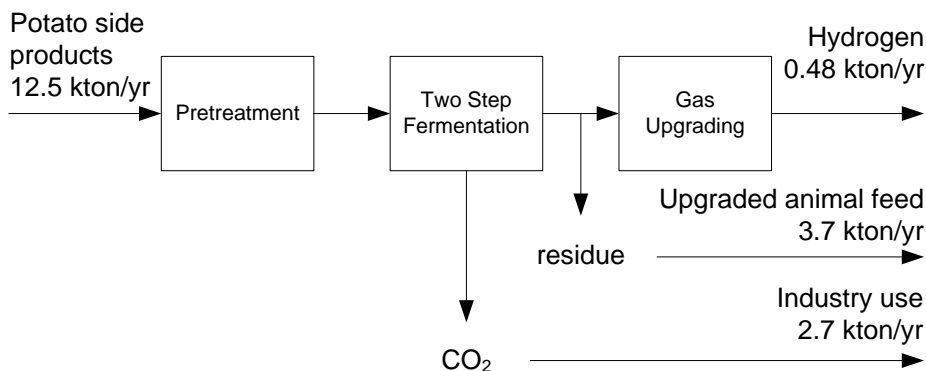 Potato side
products
12.5 kton/yr
Pretreatment
Two Step
Fermentation
Gas
Upgrading
Hydrogen
0.48 kton/yr
Upgraded animal feed
3.7 kton/yr
residue
Industry use
2.7 kton/yr
CO₂